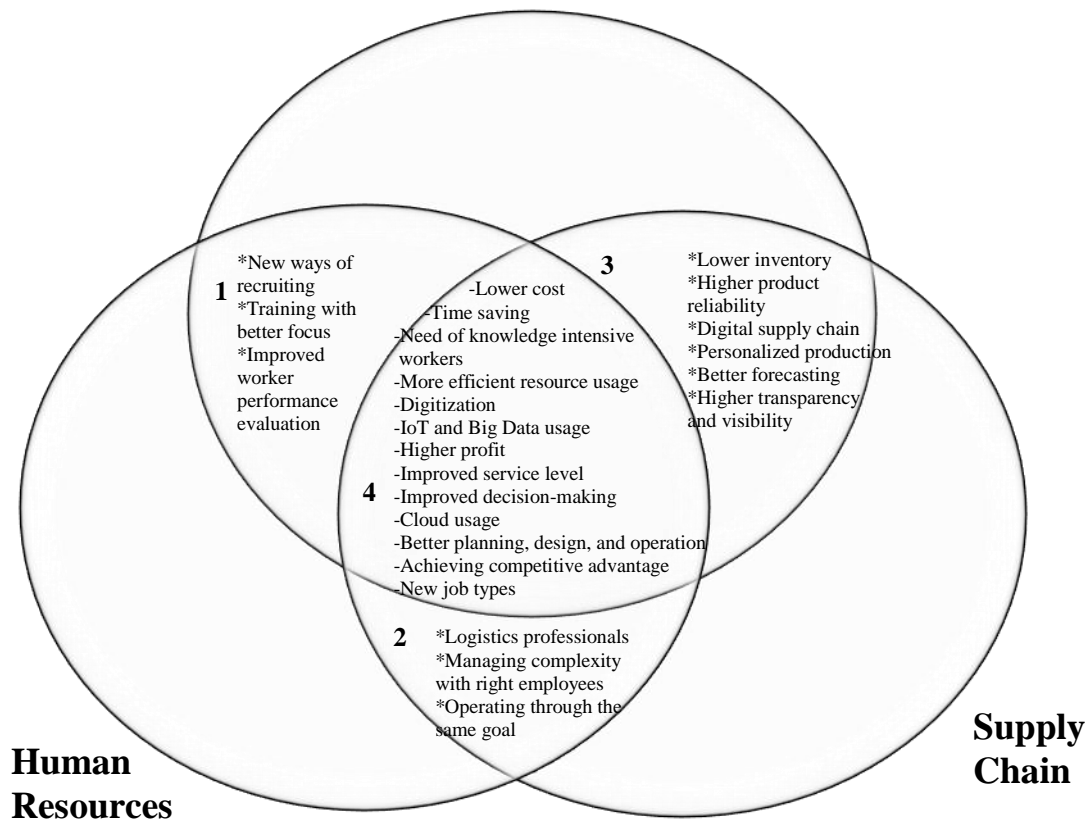 1
*New ways of
recruiting
*Training with
better focus
*Improved
worker
performance
evaluation
3
*Lower inventory
*Higher product
reliability
*Digital supply chain
*Personalized production
*Better forecasting
*Higher transparency
and visibility
4
-Lower cost
-Time saving
-Need of knowledge intensive
workers
-More efficient resource usage
-Digitization
-IoT and Big Data usage
-Higher profit
-Improved service level
-Improved decision-making
-Cloud usage
-Better planning, design, and operation
-Achieving competitive advantage
-New job types
2
*Logistics professionals
*Managing complexity
with right employees
*Operating through the
same goal
Human
Resources
Supply
Chain